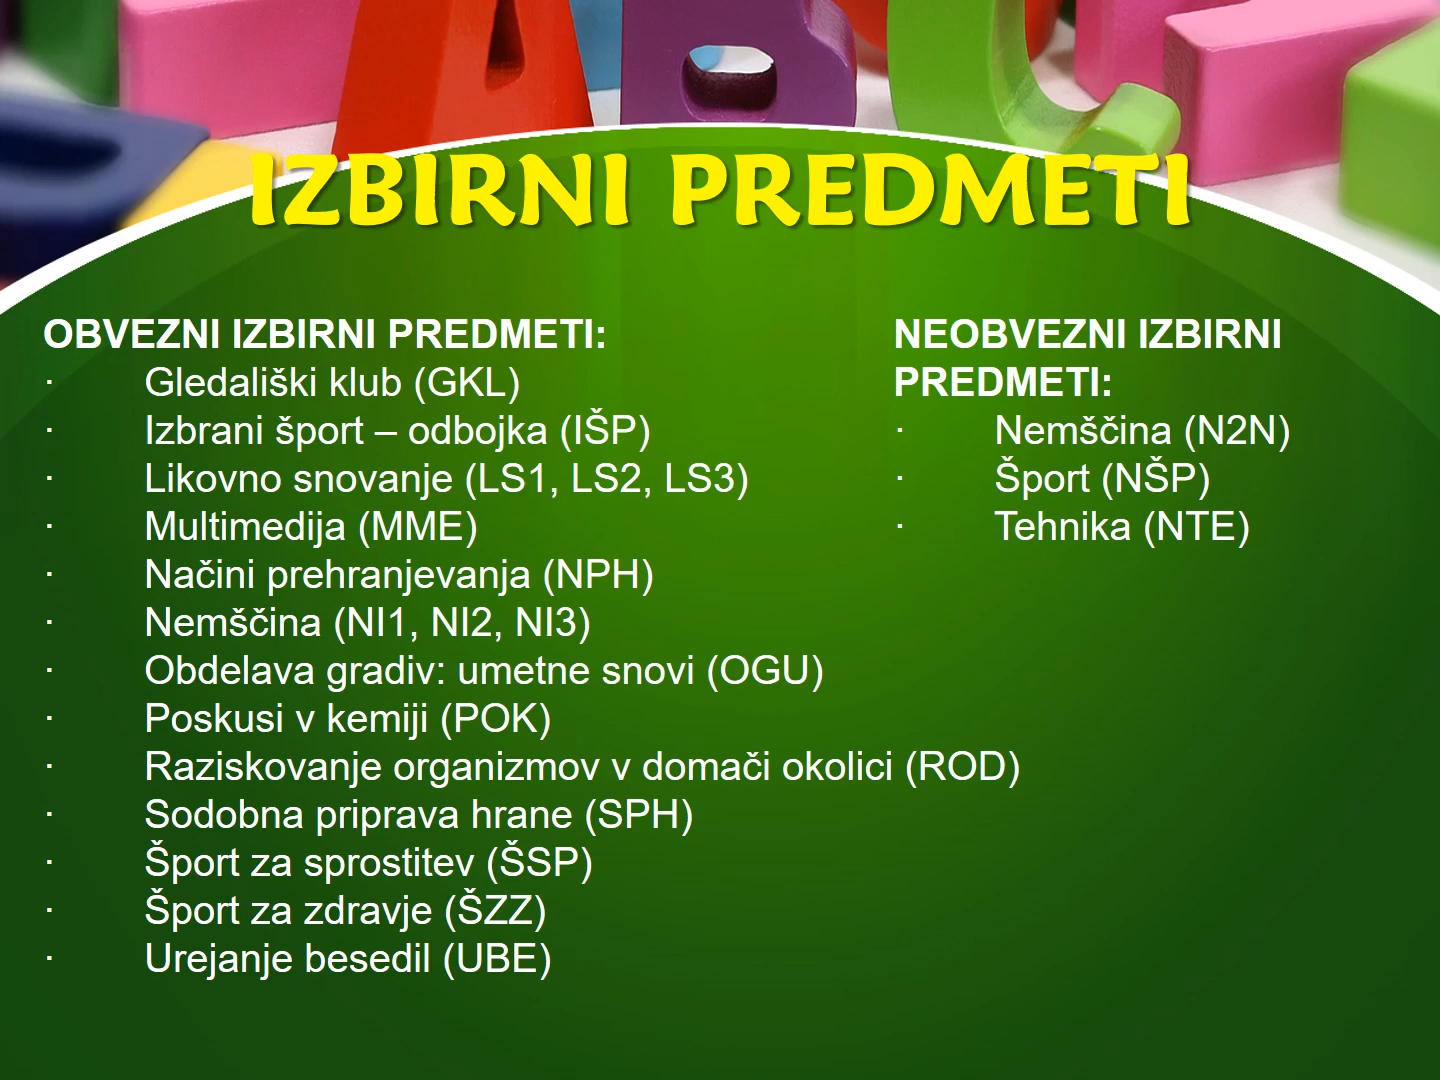 IZBIRNI PREDMETI
OBVEZNI IZBIRNI PREDMETI:
· Gledališki klub (GKL)
· Izbrani šport – odbojka (IŠP)
· Likovno snovanje (LS1, LS2, LS3)
· Multimedija (MME)
· Načini prehranjevanja (NPH)
· Nemščina (NI1, NI2, NI3)
· Obdelava gradiv: umetne snovi (OGU)
· Poskusi v kemiji (POK)
· Raziskovanje organizmov v domači okolici (ROD)
· Sodobna priprava hrane (SPH)
· Šport za sprostitev (ŠSP)
· Šport za zdravje (ŠZZ)
· Urejanje besedil (UBE)
NEOBVEZNI IZBIRNI
PREDMETI:
· Nemščina (N2N)
· Šport (NŠP)
· Tehnika (NTE)